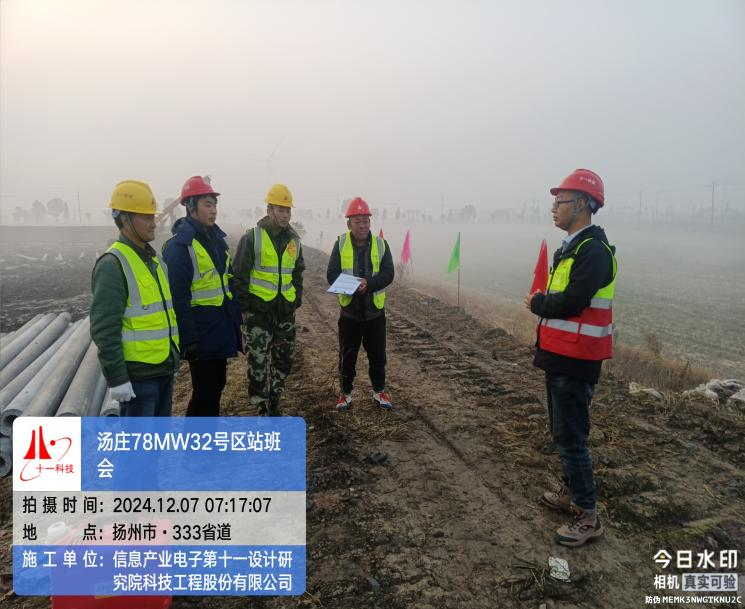 汤庄78MW32号区站班
会
十一科技
拍摄时间：2024.12.07 07:17:07
地点：扬州市·333省道
施工单位：信息产业电子第十一设计研
究院科技工程股份有限公司
今日水印
相机 真实可验
防伪 MEMK3NWGTKNU2C